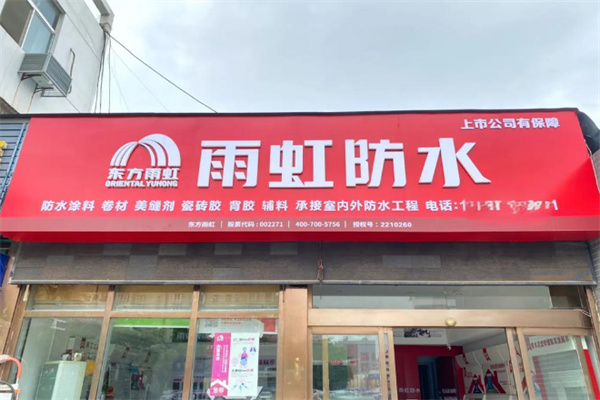 上市公司有保障
东方雨虹
ORIENTAL YUHONG
雨虹防水
防水涂料 卷材 美缝剂 瓷砖胶 背胶 辅料 承接室内外防水工程 电话:
东方雨虹 | 股票代码:002271 | 400-700-5756 | 授权号:2210260